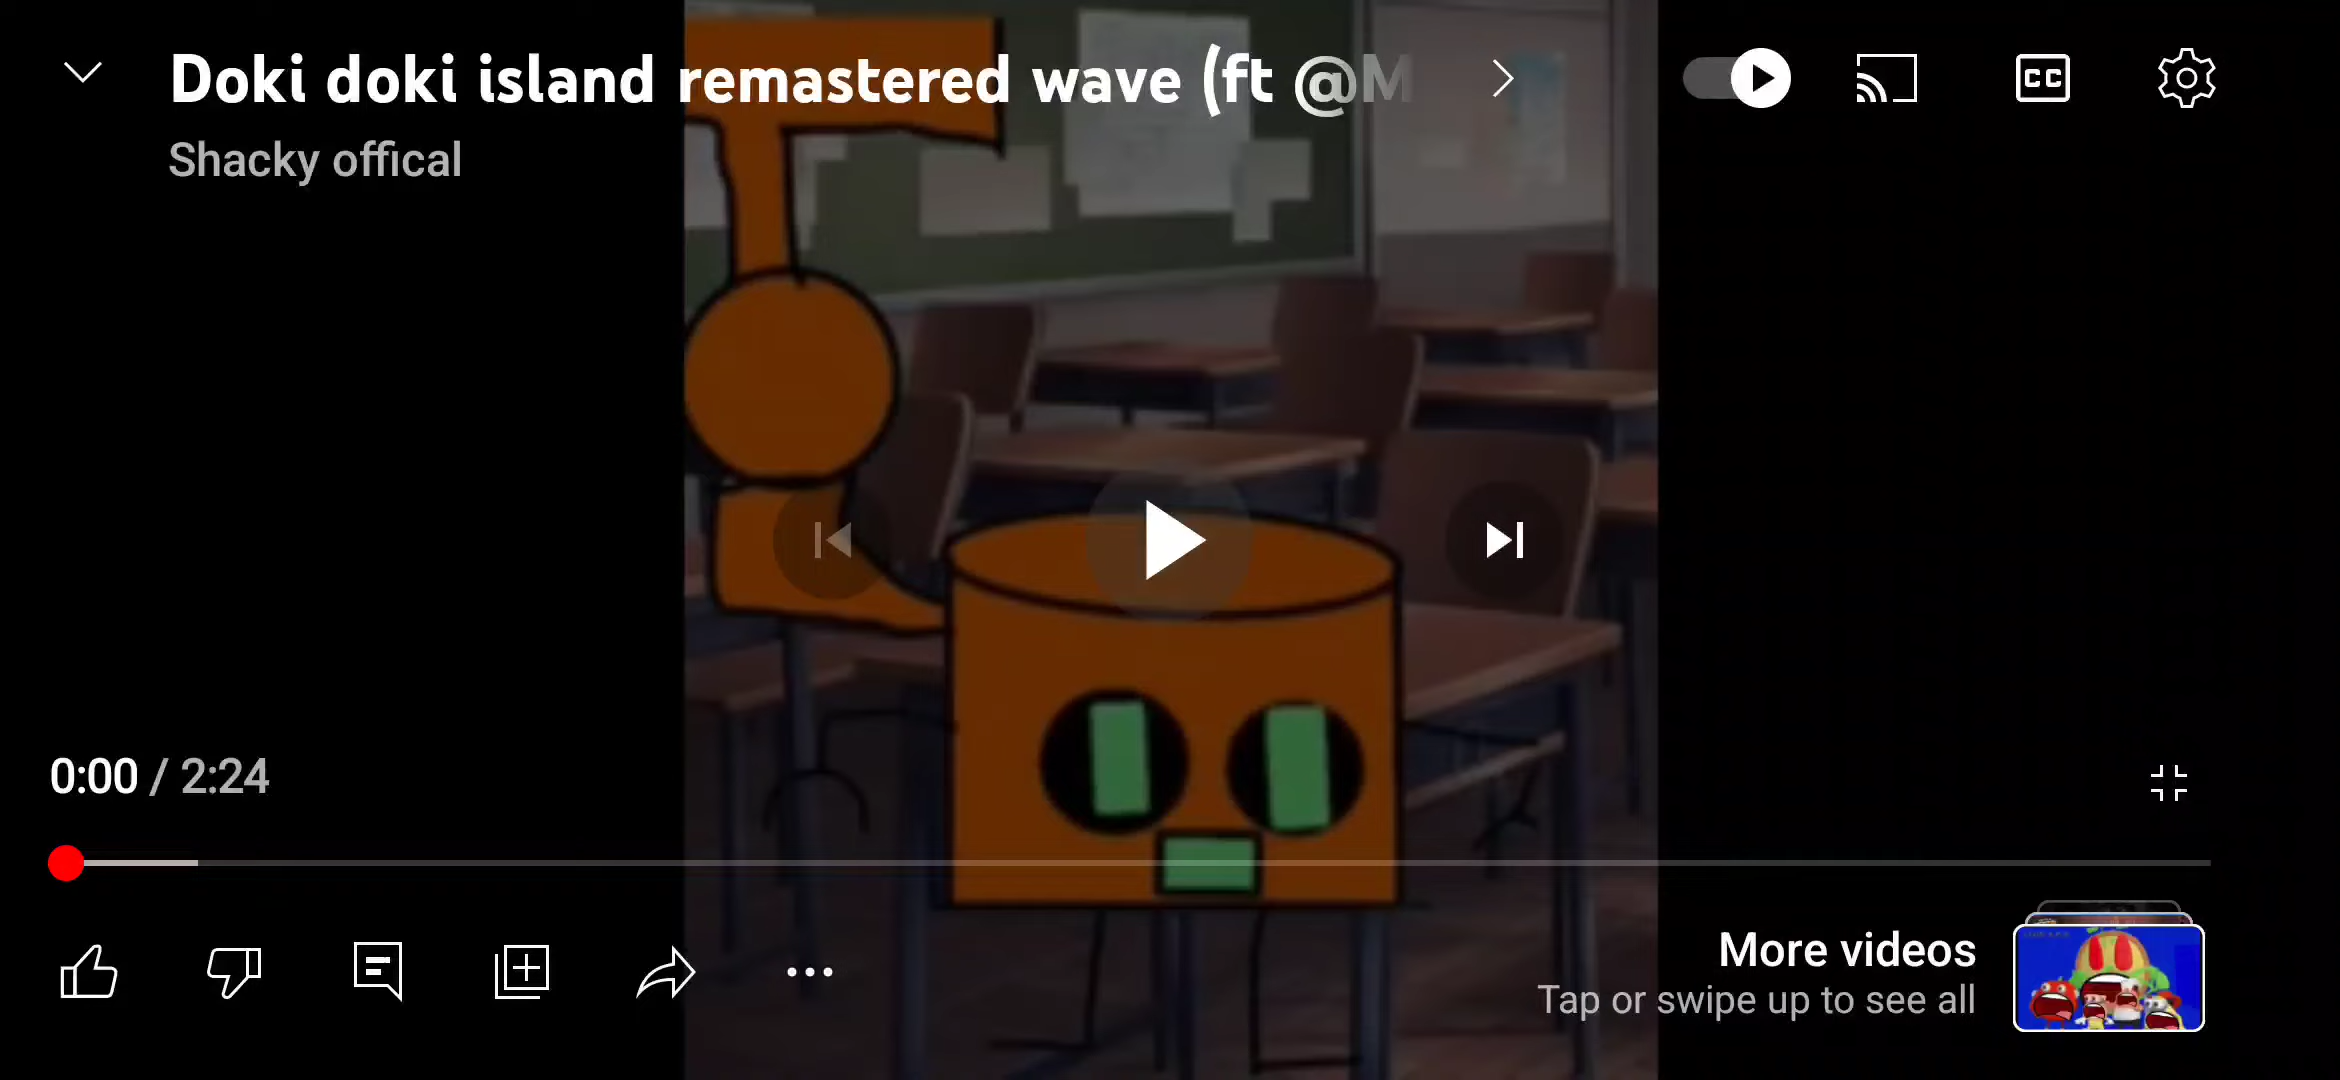 Doki doki island remastered wave (ft @M
Shacky offical
CC
0:00 / 2:24
More videos
Tap or swipe up to see all